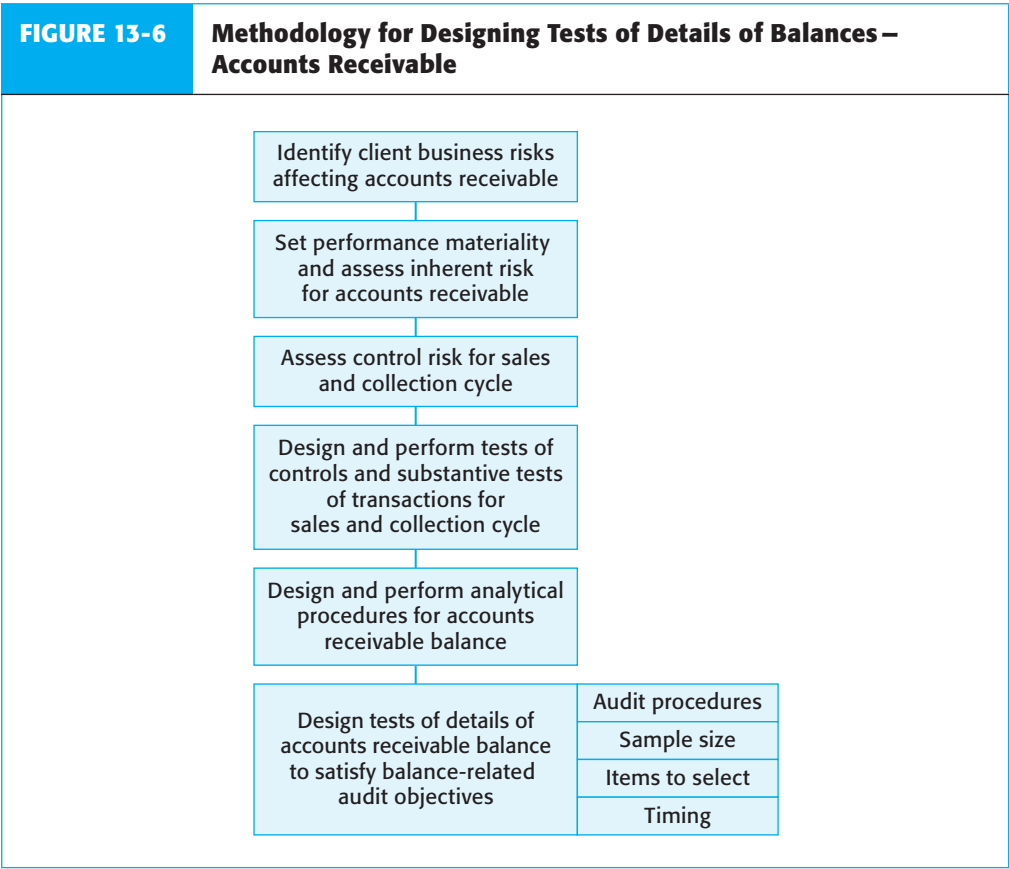 FIGURE 13-6
Methodology for Designing Tests of Details of Balances –
Accounts Receivable
Identify client business risks
affecting accounts receivable
Set performance materiality
and assess inherent risk
for accounts receivable
Assess control risk for sales
and collection cycle
Design and perform tests of
controls and substantive tests
of transactions for
sales and collection cycle
Design and perform analytical
procedures for accounts
receivable balance
Design tests of details of
accounts receivable balance
to satisfy balance-related
audit objectives
Audit procedures
Sample size
Items to select
Timing